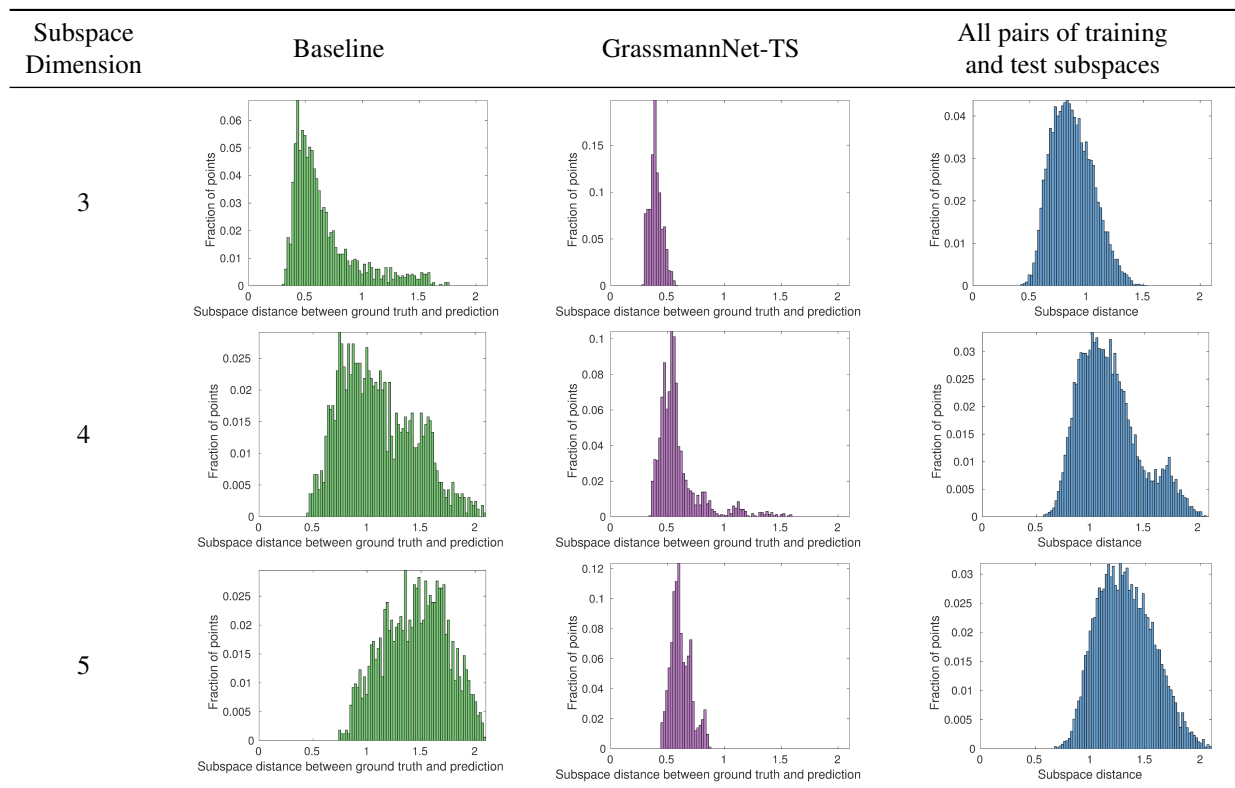 Subspace
Dimension
Baseline
GrassmannNet-TS
All pairs of training
and test subspaces
3
Fraction of points
0.06
0.05
0.04
0.03
0.02
0.01
0
0 0.5 1 1.5 2
Subspace distance between ground truth and prediction
Fraction of points
0.15
0.1
0.05
0
0 0.5 1 1.5 2
Subspace distance between ground truth and prediction
Fraction of points
0.04
0.03
0.02
0.01
0
0 0.5 1 1.5 2
Subspace distance
4
Fraction of points
0.025
0.02
0.015
0.01
0.005
0
0 0.5 1 1.5 2
Subspace distance between ground truth and prediction
Fraction of points
0.1
0.08
0.06
0.04
0.02
0
0 0.5 1 1.5 2
Subspace distance between ground truth and prediction
Fraction of points
0.03
0.025
0.02
0.015
0.01
0.005
0
0 0.5 1 1.5 2
Subspace distance
5
Fraction of points
0.025
0.02
0.015
0.01
0.005
0
0 0.5 1 1.5 2
Subspace distance between ground truth and prediction
Fraction of points
0.12
0.1
0.08
0.06
0.04
0.02
0
0 0.5 1 1.5 2
Subspace distance between ground truth and prediction
Fraction of points
0.03
0.025
0.02
0.015
0.01
0.005
0
0 0.5 1 1.5 2
Subspace distance